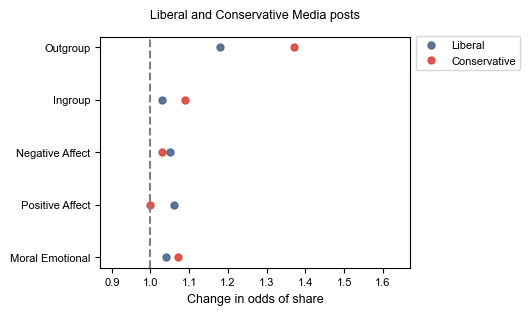 Liberal and Conservative Media posts
Liberal
Conservative
Outgroup
Ingroup
Negative Affect
Positive Affect
Moral Emotional
0.9 1.0 1.1 1.2 1.3 1.4 1.5 1.6
Change in odds of share